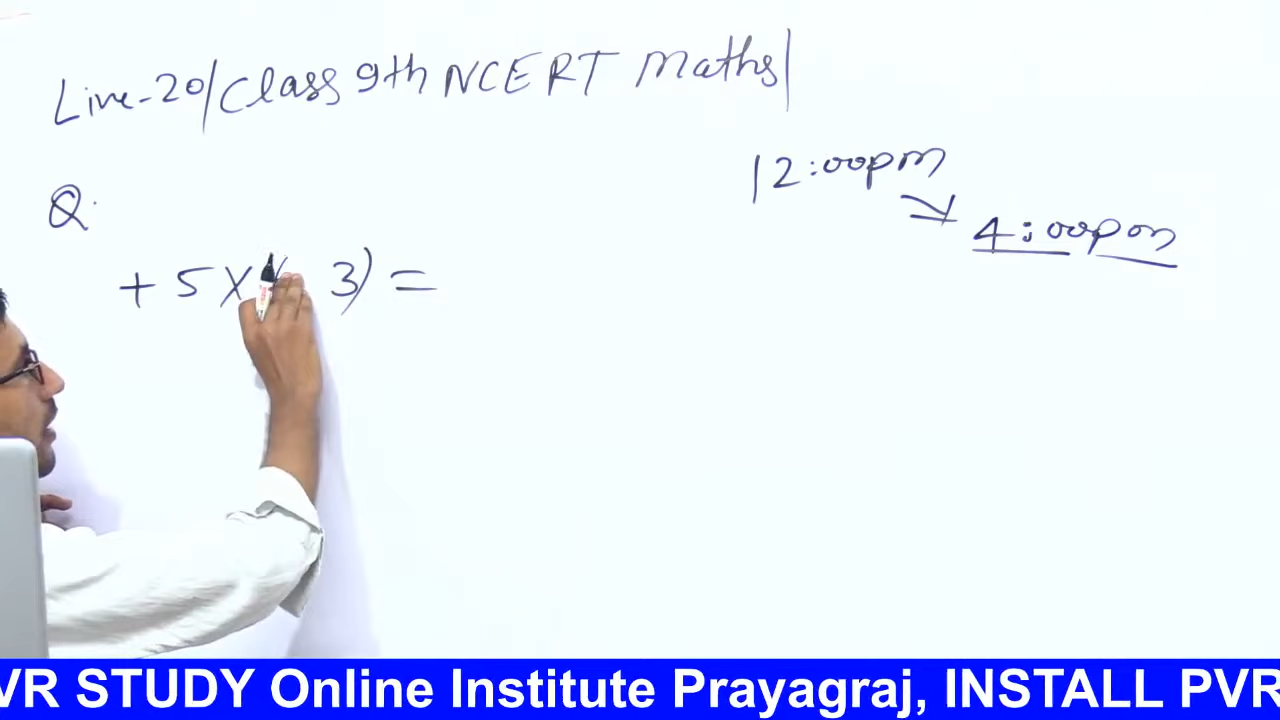 Live-20/Class 9th NCERT Maths|
12:00pm
4:00pm
Q.
+ 5 × ( 3) =
VR STUDY Online Institute Prayagraj, INSTALL PVR